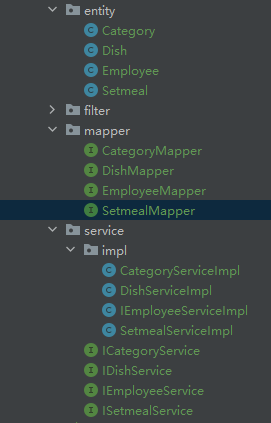 entity
Category
Dish
Employee
Setmeal
filter
mapper
CategoryMapper
DishMapper
EmployeeMapper
SetmealMapper
service
impl
CategoryServiceImpl
DishServiceImpl
IEmployeeServiceImpl
SetmealServiceImpl
ICategoryService
IDishService
IEmployeeService
ISetmealService